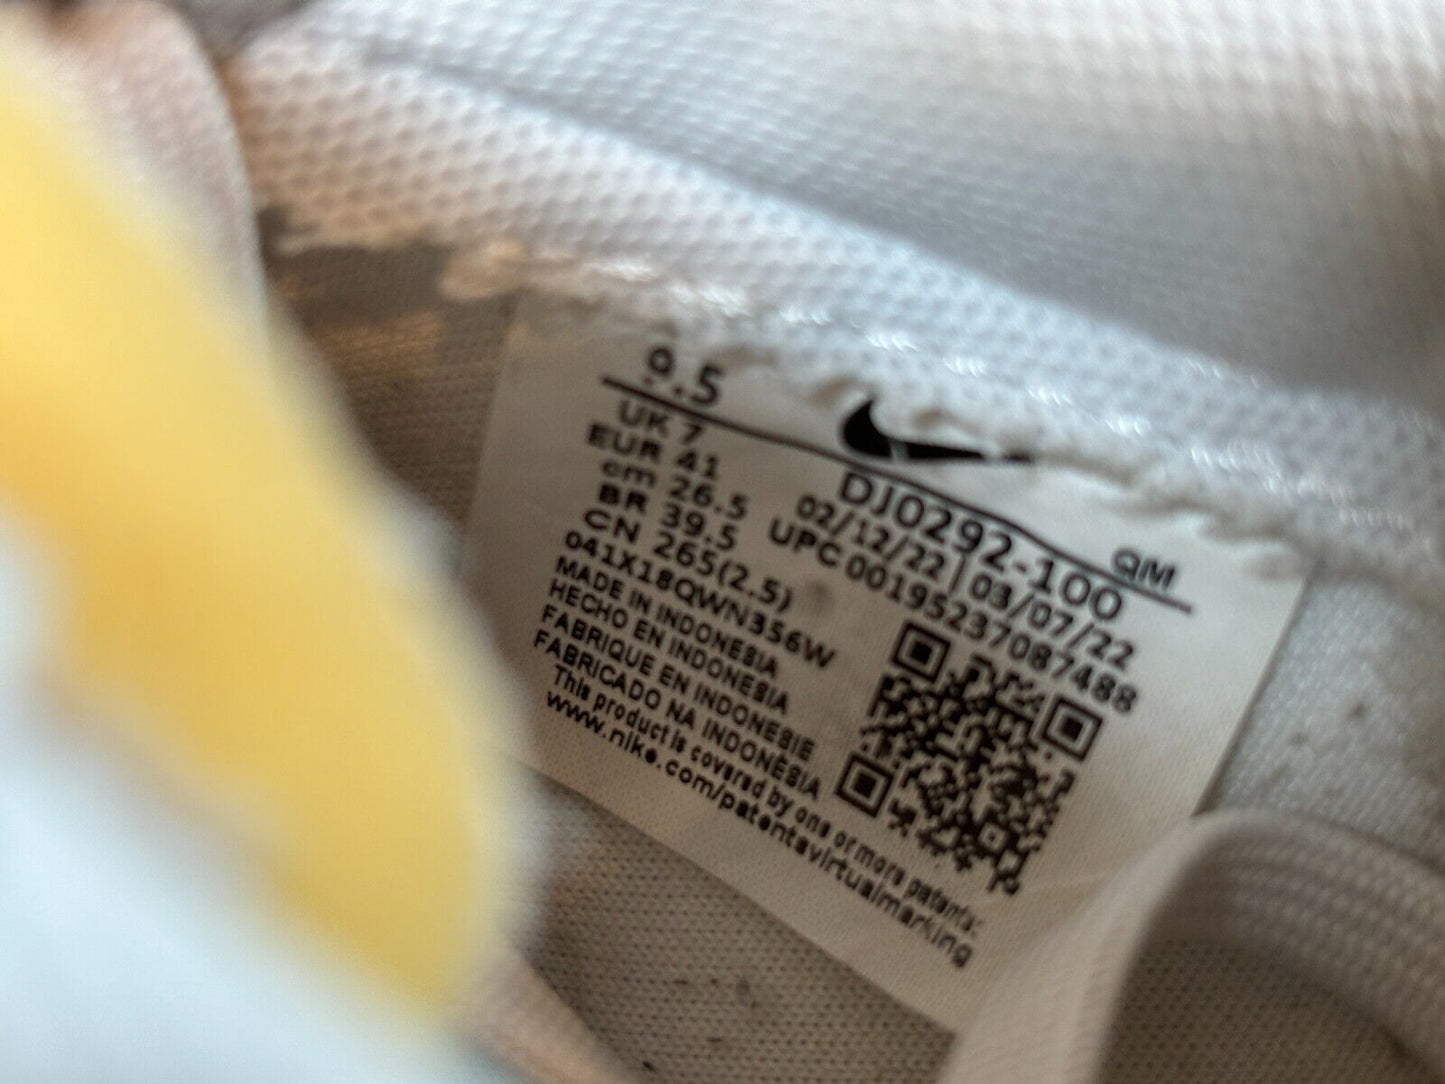 9.5
UK 7
EUR 41
cm 26.5
BR 39.5
CN 265(2.5)
041X18QWN356W
MADE IN INDONESIA
HECHO EN INDONESIA
FABRIQUE EN INDONESIE
FABRICADO NA INDONÉSIA
This product is covered by one or more patents:
www.nike.com/patentsvirtualmarking
QM
DJ0292-100
02/12/22 | 03/07/22
UPC 00195237087488